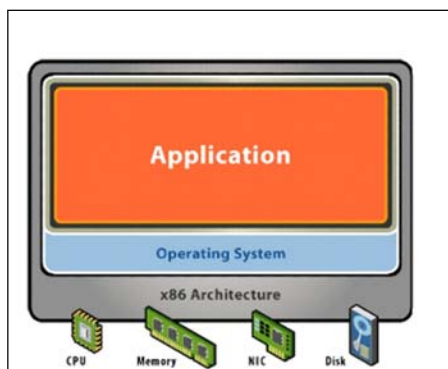 Application
Operating System
x86 Architecture
CPU Memory NIC Disk